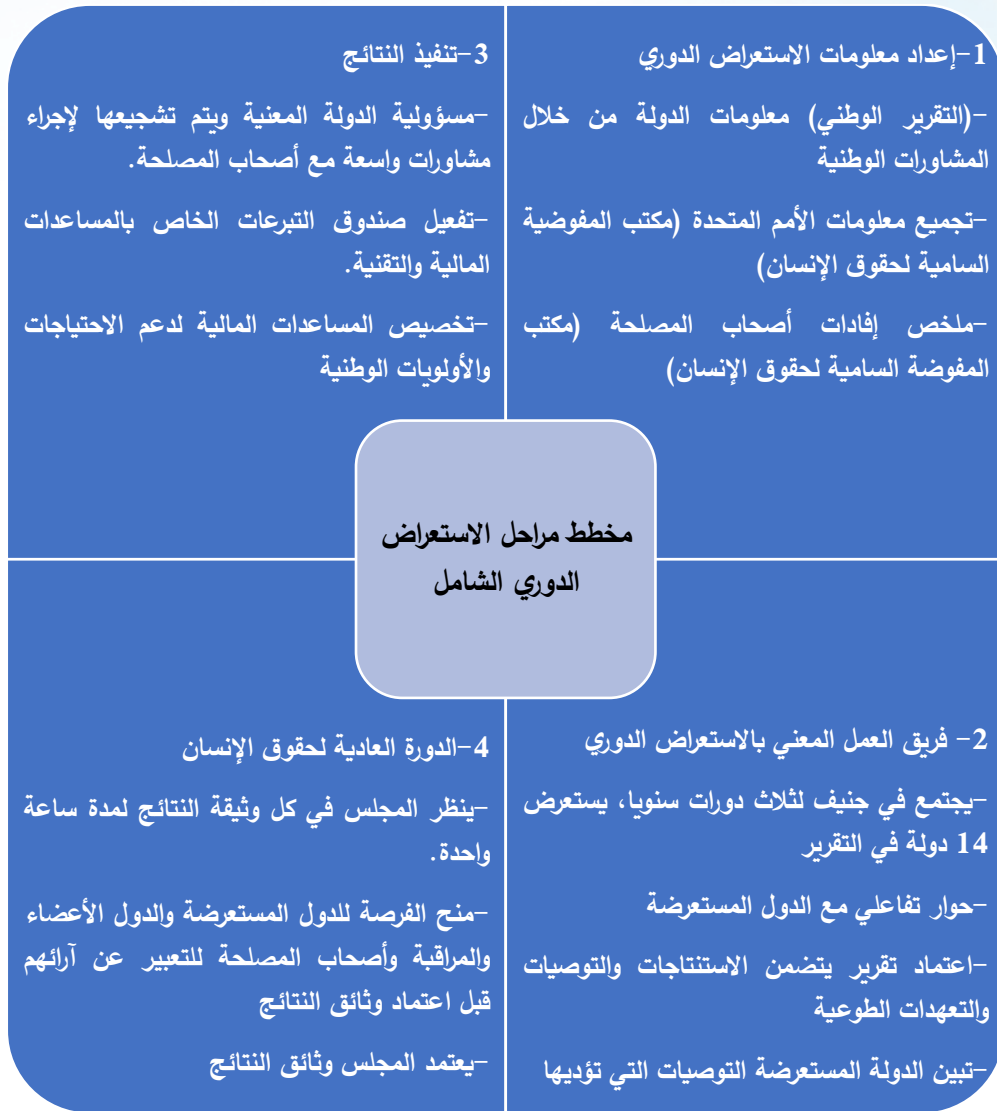 1-إعداد معلومات الاستعراض الدوري
-(التقرير الوطني) معلومات الدولة من خلال
المشاورات الوطنية
-تجميع معلومات الأمم المتحدة (مكتب المفوضية
السامية لحقوق الإنسان)
-ملخص إفادات أصحاب المصلحة (مكتب
المفوضة السامية لحقوق الإنسان)
3-تنفيذ النتائج
-مسؤولية الدولة المعنية ويتم تشجيعها لإجراء
مشاورات واسعة مع أصحاب المصلحة.
-تفعيل صندوق التبرعات الخاص بالمساعدات
المالية والتقنية.
-تخصيص المساعدات المالية لدعم الاحتياجات
والأولويات الوطنية
مخطط مراحل الاستعراض
الدوري الشامل
2- فريق العمل المعني بالاستعراض الدوري
-يجتمع في جنيف لثلاث دورات سنويا، يستعرض
14 دولة في التقرير
-حوار تفاعلي مع الدول المستعرضة
-اعتماد تقرير يتضمن الاستنتاجات والتوصيات
والتعهدات الطوعية
-تبين الدولة المستعرضة التوصيات التي تؤديها
4-الدورة العادية لحقوق الإنسان
-ينظر المجلس في كل وثيقة النتائج لمدة ساعة
واحدة.
-منح الفرصة للدول المستعرضة والدول الأعضاء
والمراقبة وأصحاب المصلحة للتعبير عن آرائهم
قبل اعتماد وثائق النتائج
-يعتمد المجلس وثائق النتائج